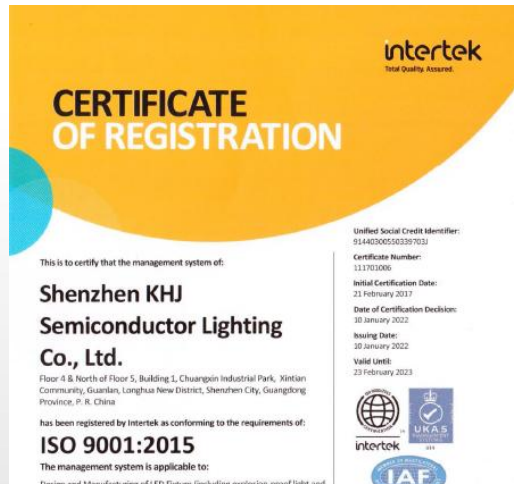 intertek
Total Quality. Assured.
CERTIFICATE
OF REGISTRATION
This is to certify that the management system of:
Shenzhen KHJ
Semiconductor Lighting
Co., Ltd.
Floor 4 & North of Floor 5, Building 1, Chuangxin Industrial Park, Xintian
Community, Guanlan, Longhua New District, Shenzhen City, Guangdong
Province, P. R. China
has been registered by Intertek as conforming to the requirements of:
ISO 9001:2015
The management system is applicable to:
Unified Social Credit Identifier:
91440300550339703J
Certificate Number:
111701006
Initial Certification Date:
21 February 2017
Date of Certification Decision:
10 January 2022
Issuing Date:
10 January 2022
Valid Until:
23 February 2023
intertek
UKAS
IAF